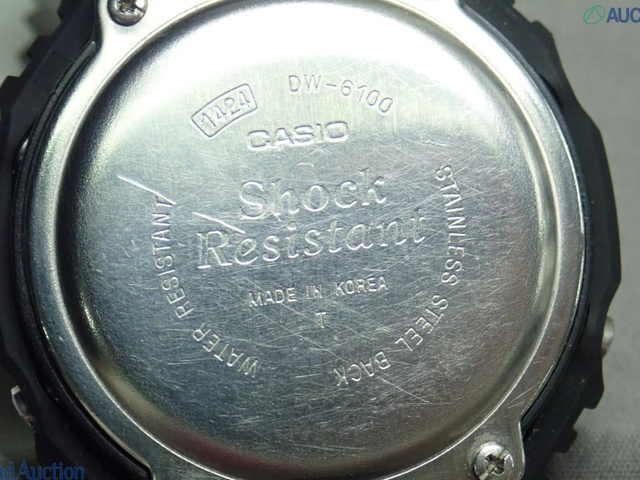 AUC
1424
DW-6100
CASIO
Shock
Resistant
MADE IN KOREA
T
WATER RESISTANT
STAINLESS STEEL BACK
Auction